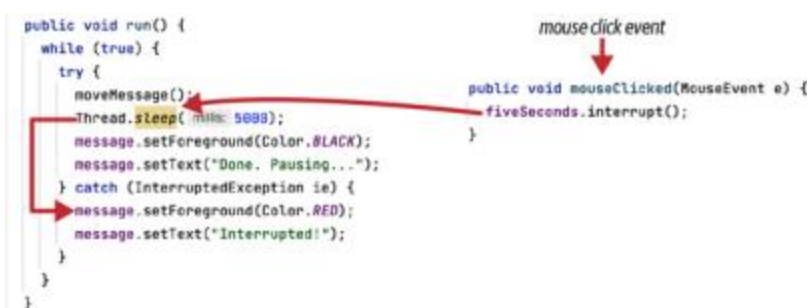 public void run() {
while (true) {
try {
moveMessage();
Thread.sleep( millis: 5000);
message.setForeground(Color.BLACK);
message.setText("Done. Pausing...");
} catch (InterruptedException ie) {
message.setForeground(Color.RED);
message.setText("Interrupted!");
}
}
}
mouse click event
public void mouseClicked(MouseEvent e) {
fiveSeconds.interrupt();
}